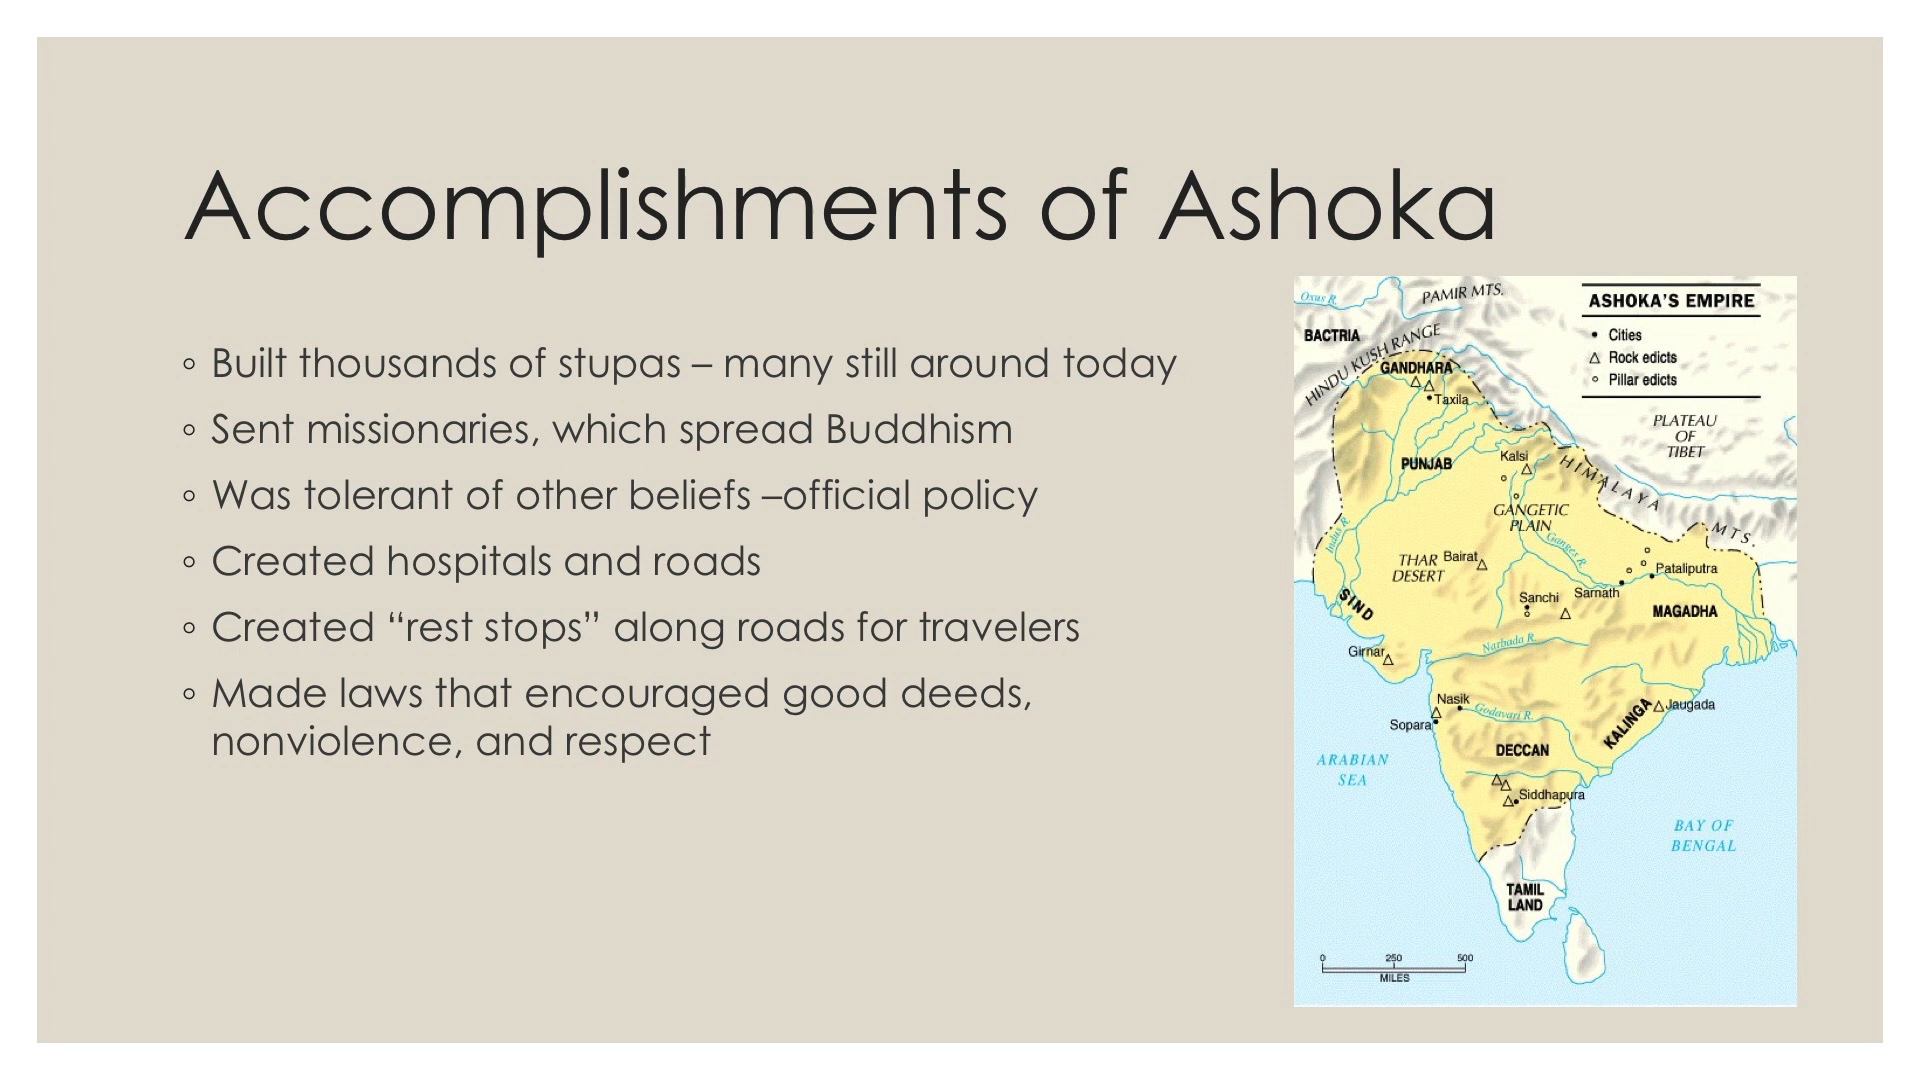 Accomplishments of Ashoka
◦ Built thousands of stupas – many still around today
◦ Sent missionaries, which spread Buddhism
◦ Was tolerant of other beliefs –official policy
◦ Created hospitals and roads
◦ Created “rest stops” along roads for travelers
◦ Made laws that encouraged good deeds,
nonviolence, and respect
ASHOKA'S EMPIRE
Cities
Rock edicts
Pillar edicts
Oxus R.
PAMIR MTS.
BACTRIA
HINDU KUSH RANGE
GANDHARA
Taxila
PLATEAU
OF
TIBET
PUNJAB
Kalsi
HIMALAYA MTS.
GANGETIC
PLAIN
Indus R.
Ganges R.
THAR
DESERT
Bairat
Pataliputra
SIND
Sanchi
Sarnath
MAGADHA
Girnar
Narbada R.
Nasik
Godavari R.
Sopara
KALINGA
Jaugada
DECCAN
ARABIAN
SEA
Siddhapura
BAY OF
BENGAL
TAMIL
LAND
0 250 500
MILES